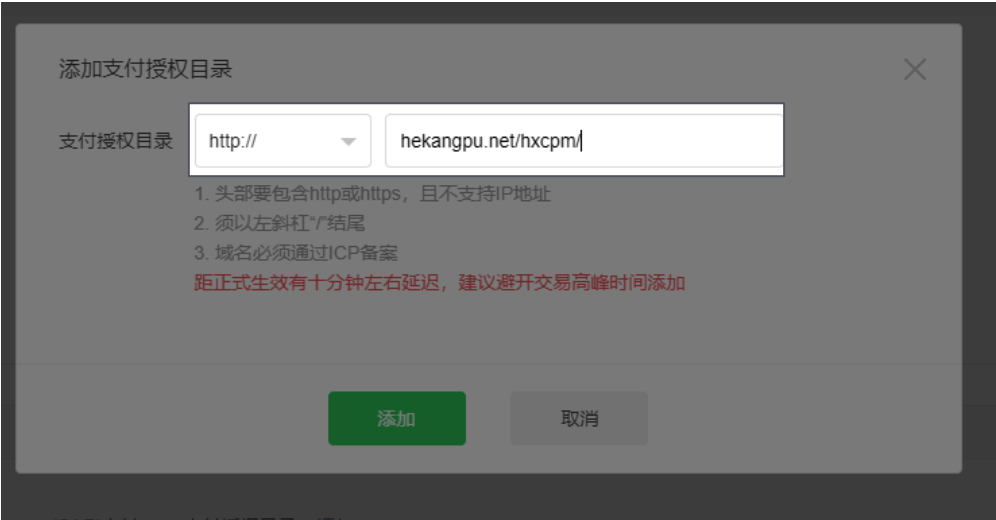 添加支付授权目录
支付授权目录 http:// hekangpu.net/hxcpm/
1. 头部要包含http或https，且不支持IP地址
2. 须以左斜杠“/”结尾
3. 域名必须通过ICP备案
距正式生效有十分钟左右延迟，建议避开交易高峰时间添加
添加 取消